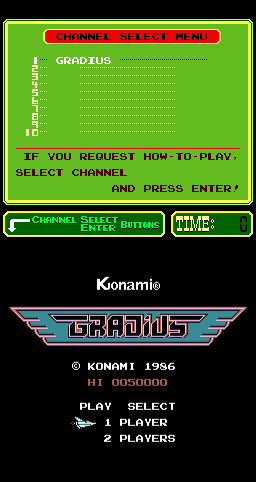 CHANNEL SELECT MENU
1 GRADIUS
2
3
4
5
6
7
8
9
10
IF YOU REQUEST HOW-TO-PLAY,
SELECT CHANNEL
AND PRESS ENTER!
CHANNEL SELECT
ENTER BUTTONS
TIME: 0
Konami®
GRADIUS
© KONAMI 1986
HI 0050000
PLAY SELECT
1 PLAYER
2 PLAYERS